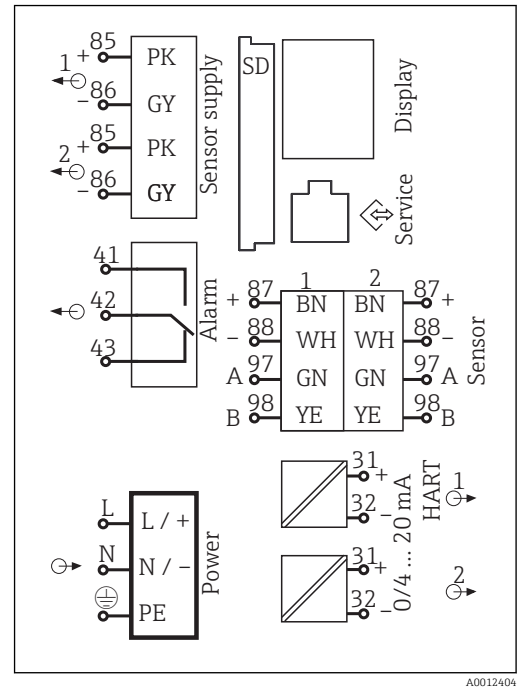 85
1 + PK
86
- GY
85
2 + PK
86
- GY
Sensor supply
SD
Display
Service
41
42
43
Alarm
1 2
+ 87 BN BN 87 +
- 88 WH WH 88 -
A 97 GN GN 97 A
B 98 YE YE 98 B
Sensor
L L / +
N N / -
PE
Power
31 +
32 -
31 +
32 -
0/4 ... 20 mA
HART
1
2
A0012404